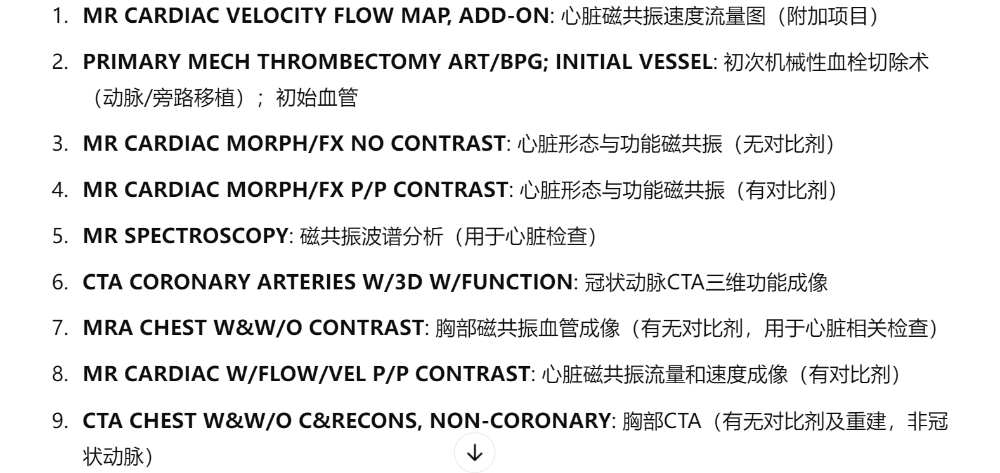 1. MR CARDIAC VELOCITY FLOW MAP, ADD-ON: 心脏磁共振速度流量图（附加项目）
2. PRIMARY MECH THROMBECTOMY ART/BPG; INITIAL VESSEL: 初次机械性血栓切除术
（动脉/旁路移植）；初始血管
3. MR CARDIAC MORPH/FX NO CONTRAST: 心脏形态与功能磁共振（无对比剂）
4. MR CARDIAC MORPH/FX P/P CONTRAST: 心脏形态与功能磁共振（有对比剂）
5. MR SPECTROSCOPY: 磁共振波谱分析（用于心脏检查）
6. CTA CORONARY ARTERIES W/3D W/FUNCTION: 冠状动脉CTA三维功能成像
7. MRA CHEST W&W/O CONTRAST: 胸部磁共振血管成像（有无对比剂，用于心脏相关检查）
8. MR CARDIAC W/FLOW/VEL P/P CONTRAST: 心脏磁共振流量和速度成像（有对比剂）
9. CTA CHEST W&W/O C&RECONS, NON-CORONARY: 胸部CTA（有无对比剂及重建，非冠
状动脉）